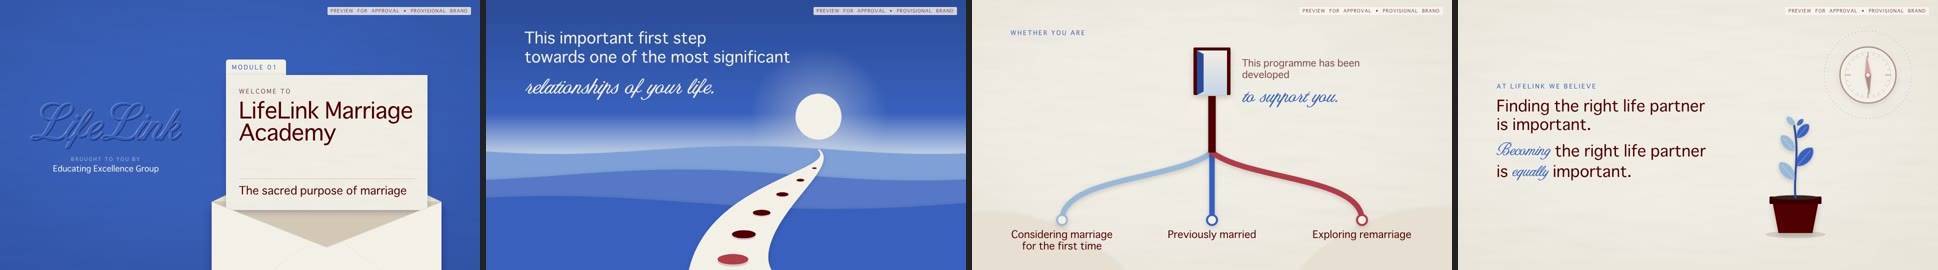 PREVIEW FOR APPROVAL • PROVISIONAL BRAND
MODULE 01
WELCOME TO
LifeLink Marriage
Academy
The sacred purpose of marriage
LifeLink
BROUGHT TO YOU BY
Educating Excellence Group
PREVIEW FOR APPROVAL • PROVISIONAL BRAND
This important first step
towards one of the most significant
relationships of your life.
PREVIEW FOR APPROVAL • PROVISIONAL BRAND
WHETHER YOU ARE
This programme has been
developed
to support you.
Considering marriage
for the first time
Previously married
Exploring remarriage
PREVIEW FOR APPROVAL • PROVISIONAL BRAND
AT LIFELINK WE BELIEVE
Finding the right life partner
is important.
Becoming the right life partner
is equally important.